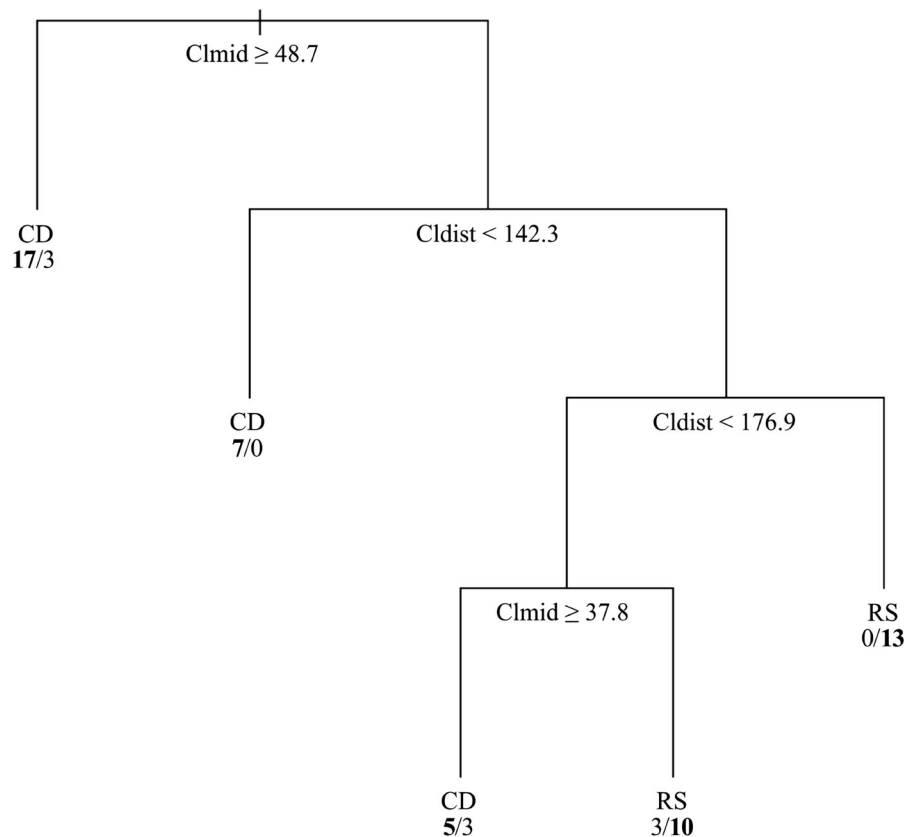 Clmid ≥ 48.7
CD
17/3
Cldist < 142.3
CD
7/0
Cldist < 176.9
Clmid ≥ 37.8
RS
0/13
CD
5/3
RS
3/10